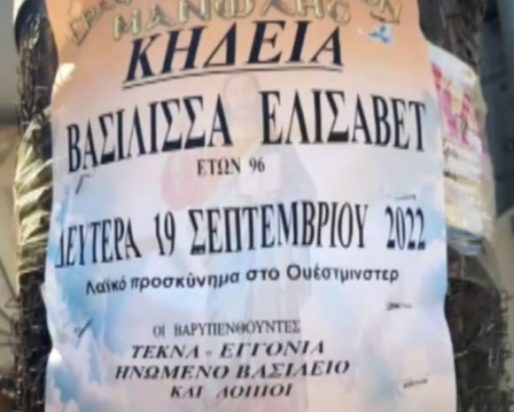 ΜΑΝΩΛΗΣ
ΚΗΔΕΙΑ
ΒΑΣΙΛΙΣΣΑ ΕΛΙΣΑΒΕΤ
ΕΤΩΝ 96
ΔΕΥΤΕΡΑ 19 ΣΕΠΤΕΜΒΡΙΟΥ 2022
Λαϊκό προσκύνημα στο Ουέστμινστερ
ΟΙ ΒΑΡΥΠΕΝΘΟΥΝΤΕΣ
ΤΕΚΝΑ - ΕΓΓΟΝΙΑ
ΗΝΩΜΕΝΟ ΒΑΣΙΛΕΙΟ
ΚΑΙ ΛΟΙΠΟΙ